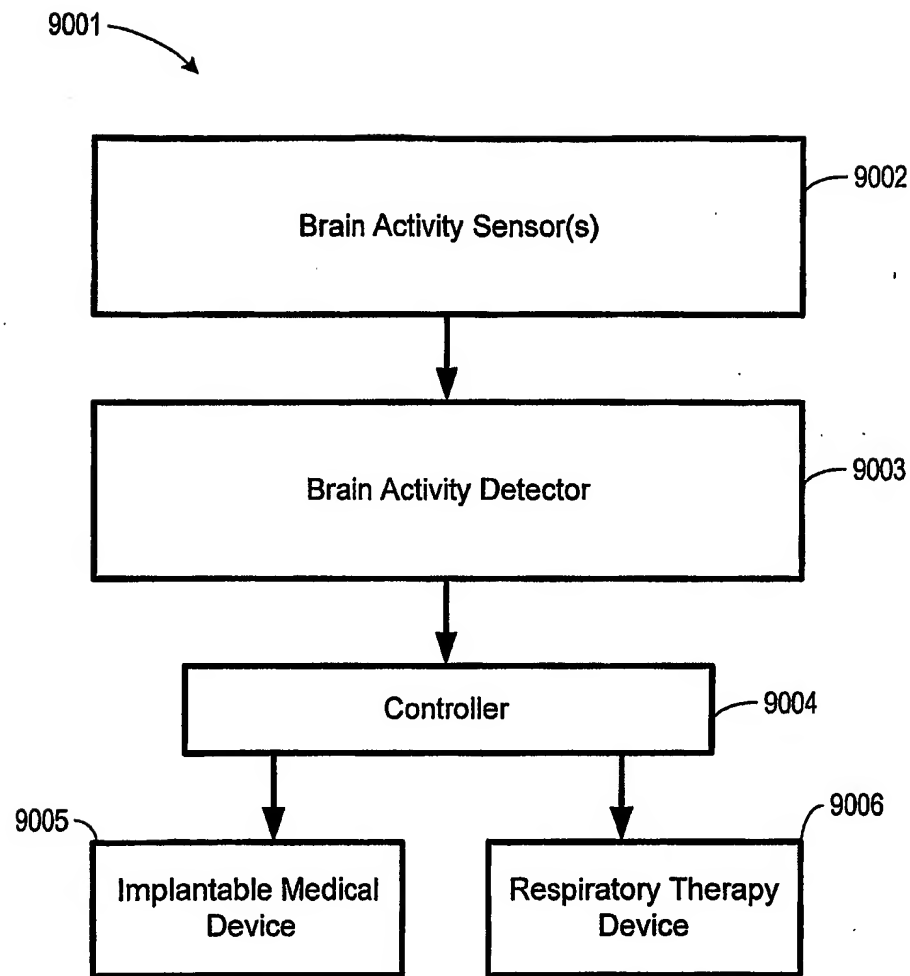 9001
9002
Brain Activity Sensor(s)
9003
Brain Activity Detector
Controller
9004
9005
9006
Implantable Medical
Device
Respiratory Therapy
Device